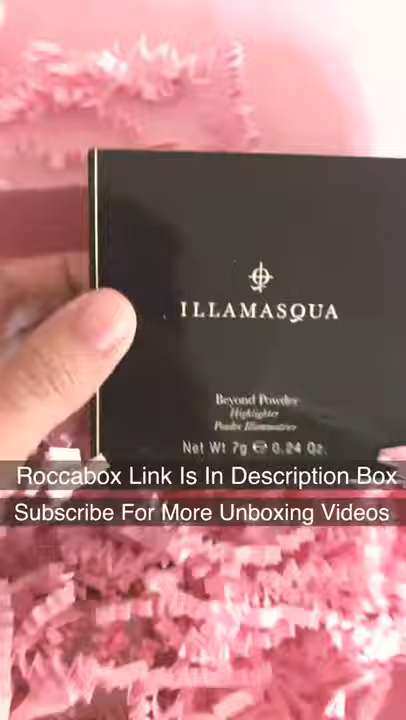 ILLAMASQUA
Beyond Powder
Highlighter
Poudre Illuminatrice
Net Wt 7g ℮ 0.24 Oz.
Roccabox Link Is In Description Box
Subscribe For More Unboxing Videos